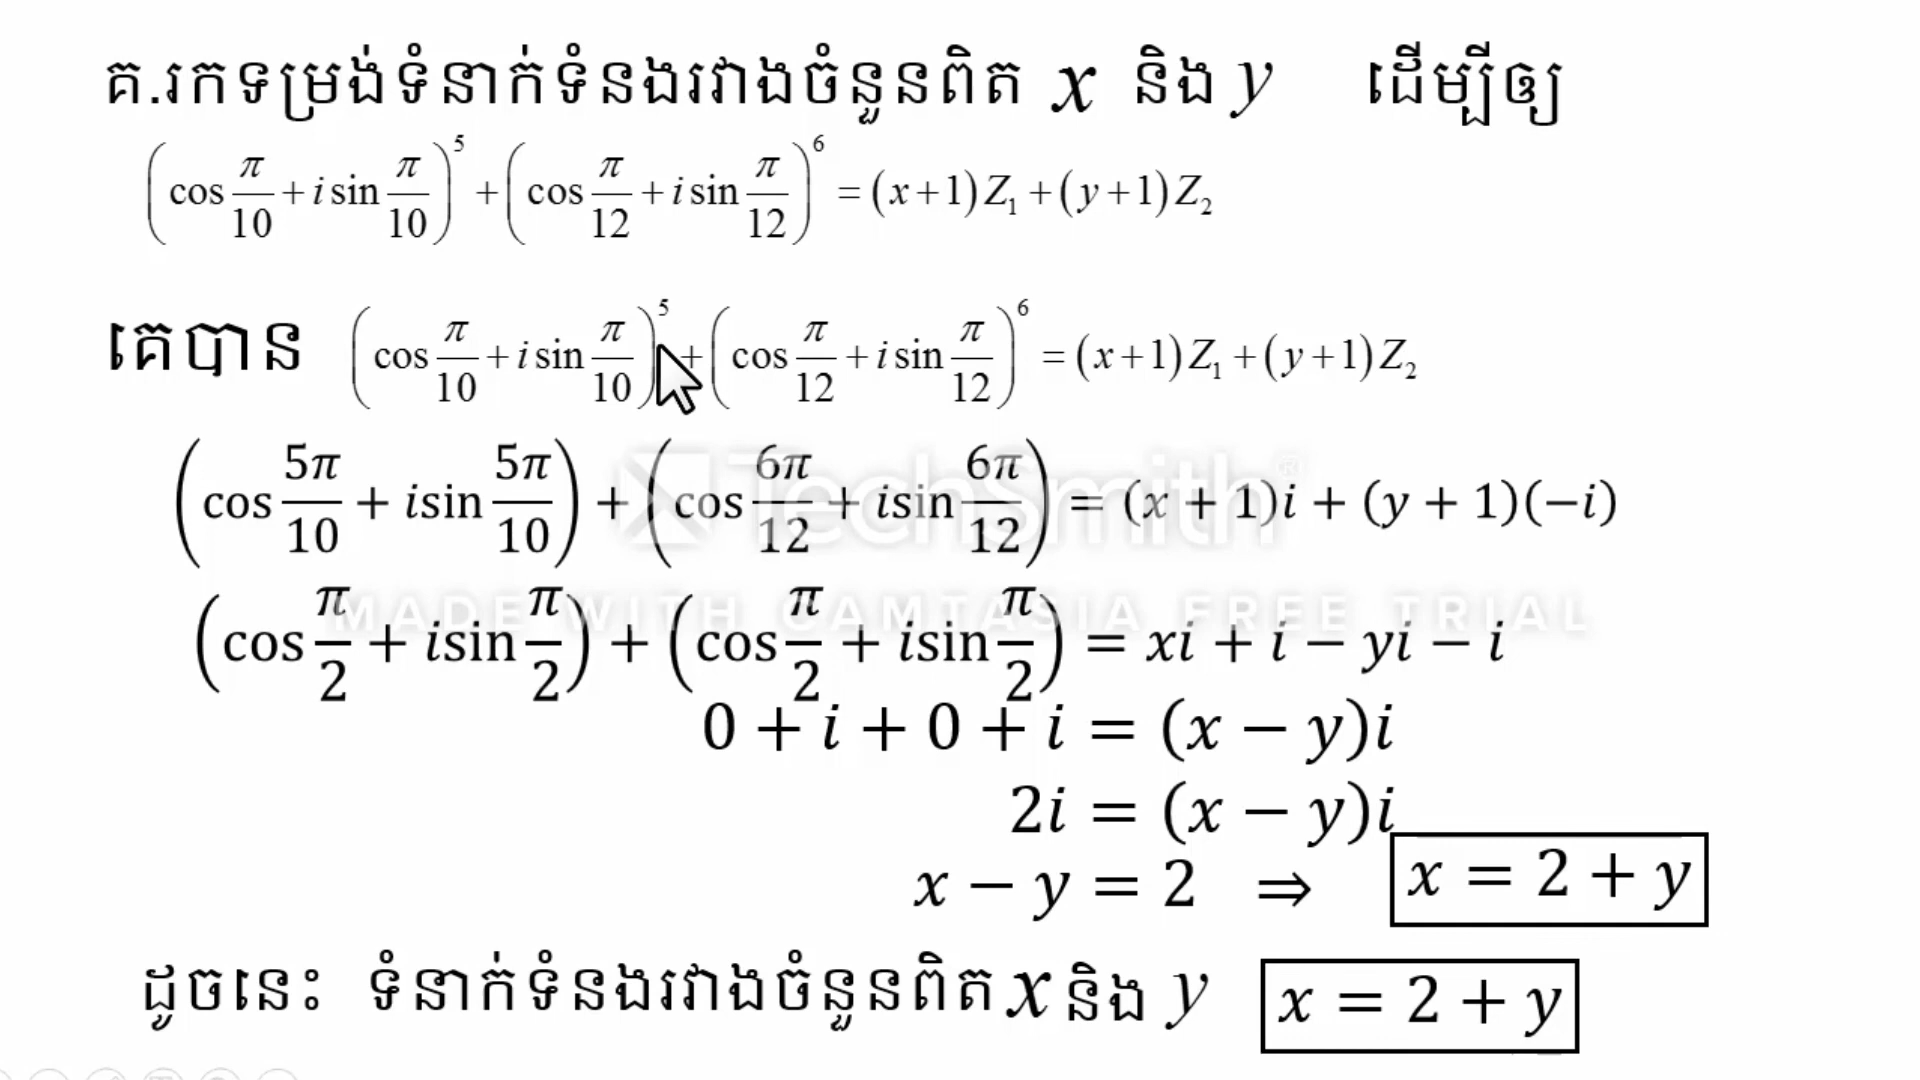 គ.រកទម្រង់ទំនាក់ទំនងរវាងចំនួនពិត x និង y ដើម្បីឲ្យ
(cos π/10 + i sin π/10)^5 + (cos π/12 + i sin π/12)^6 = (x+1)Z₁ + (y+1)Z₂
គេបាន (cos π/10 + i sin π/10)^5 + (cos π/12 + i sin π/12)^6 = (x+1)Z₁ + (y+1)Z₂
(cos 5π/10 + isin 5π/10) + (cos 6π/12 + isin 6π/12) = (x + 1)i + (y + 1)(−i)
TechSmith®
MADE WITH CAMTASIA FREE TRIAL
(cos π/2 + isin π/2) + (cos π/2 + isin π/2) = xi + i − yi − i
0 + i + 0 + i = (x − y)i
2i = (x − y)i
x − y = 2 ⇒ x = 2 + y
ដូចនេះ ទំនាក់ទំនងរវាងចំនួនពិត x និង y x = 2 + y